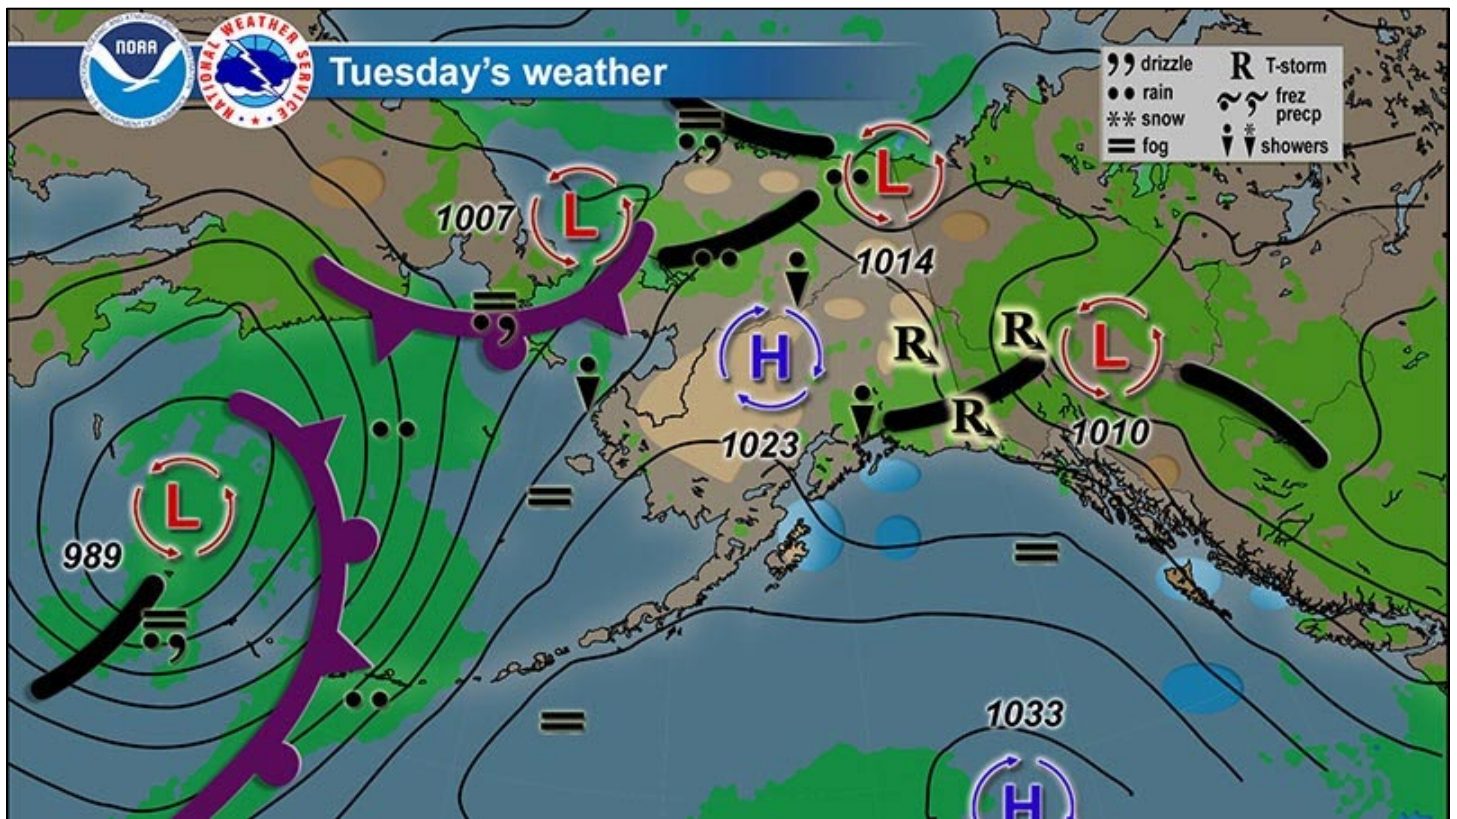 NOAA
NATIONAL WEATHER SERVICE
Tuesday's weather
drizzle
R T-storm
rain
frez
precp
snow
fog
showers
L
1007
L
1014
H
1023
R
R
R
L
1010
L
989
1033
H